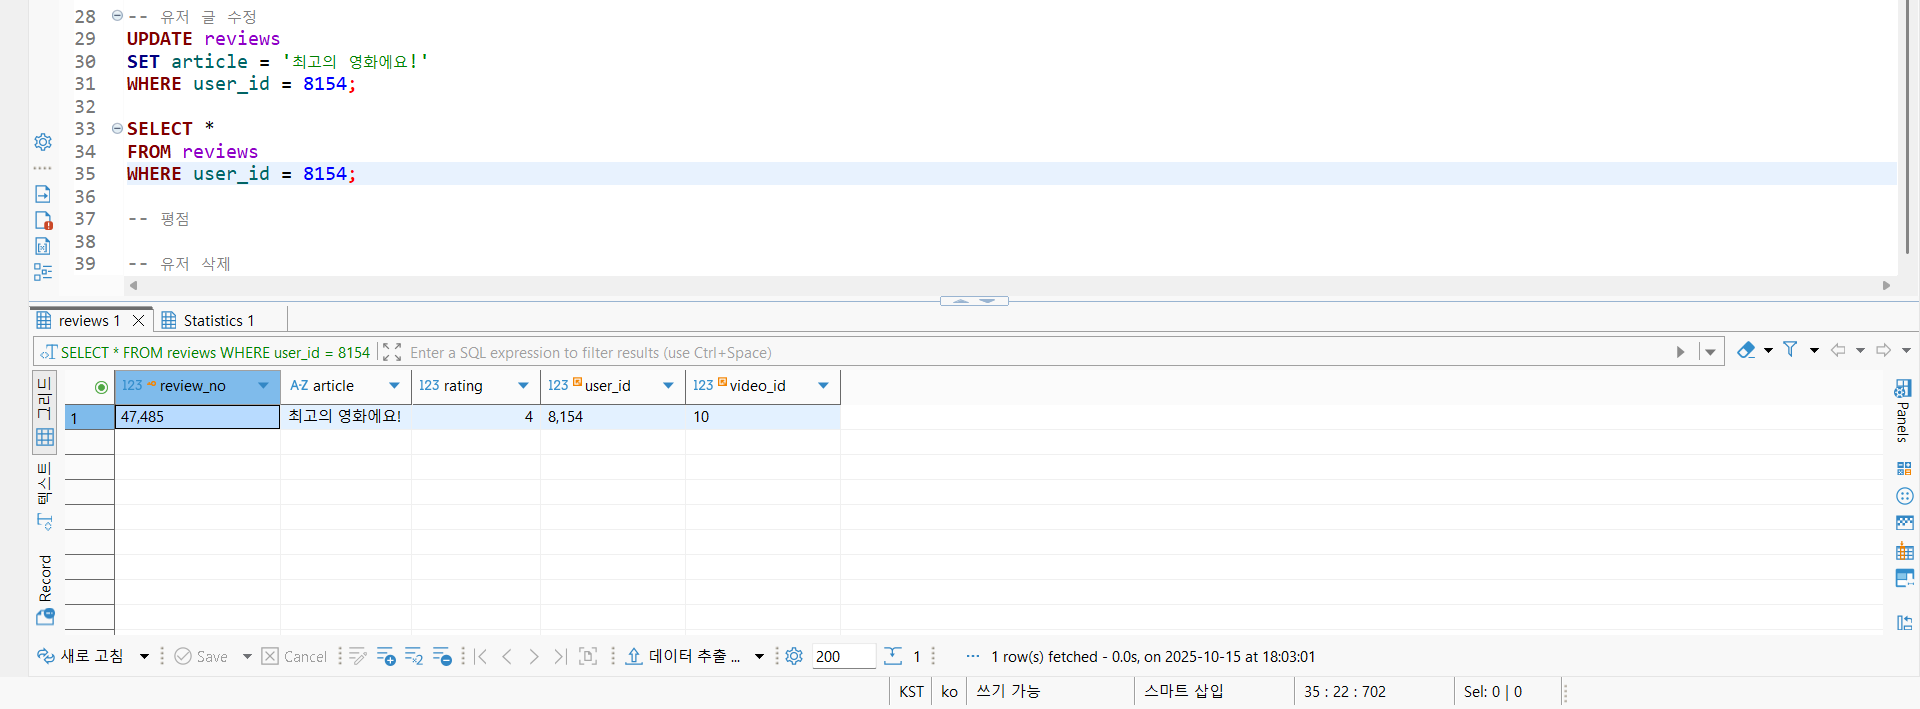 28 -- 유저 글 수정
29 UPDATE reviews
30 SET article = '최고의 영화에요!'
31 WHERE user_id = 8154;
32
33 SELECT *
34 FROM reviews
35 WHERE user_id = 8154;
36
37 -- 평점
38
39 -- 유저 삭제
reviews 1 Statistics 1
SELECT * FROM reviews WHERE user_id = 8154 Enter a SQL expression to filter results (use Ctrl+Space)
그리드
텍스트
Record
123 review_no A-Z article 123 rating 123 user_id 123 video_id
1 47,485 최고의 영화에요! 4 8,154 10
Panels
새로 고침 Save Cancel 데이터 추출 ... 200 1 1 row(s) fetched - 0.0s, on 2025-10-15 at 18:03:01
KST ko 쓰기 가능 스마트 삽입 35 : 22 : 702 Sel: 0 | 0